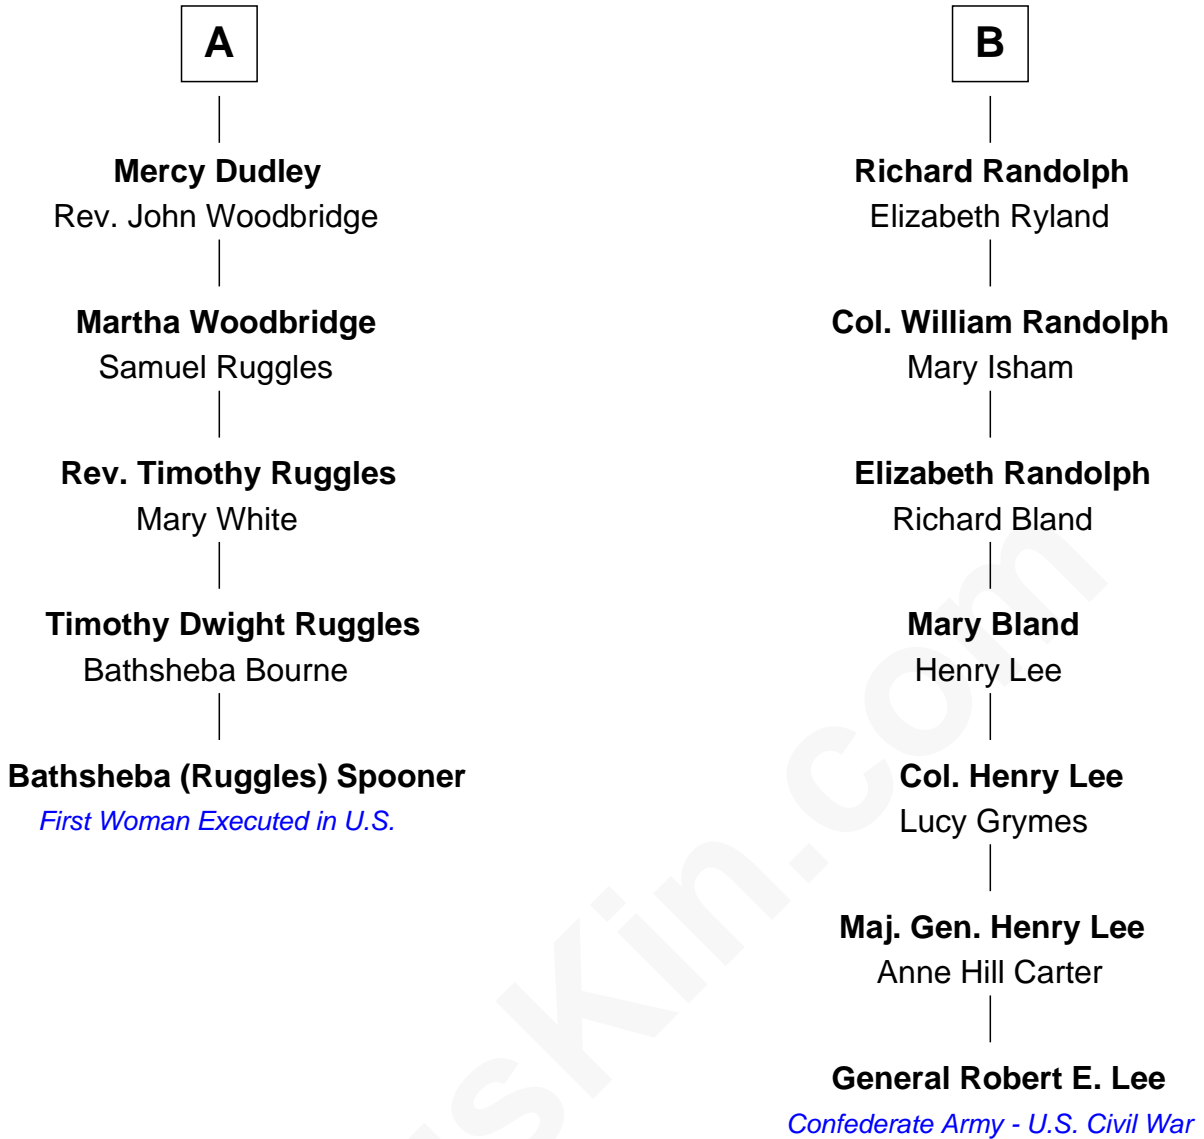 A
Mercy Dudley
Rev. John Woodbridge
Martha Woodbridge
Samuel Ruggles
Rev. Timothy Ruggles
Mary White
Timothy Dwight Ruggles
Bathsheba Bourne
Bathsheba (Ruggles) Spooner
First Woman Executed in U.S.
B
Richard Randolph
Elizabeth Ryland
Col. William Randolph
Mary Isham
Elizabeth Randolph
Richard Bland
Mary Bland
Henry Lee
Col. Henry Lee
Lucy Grymes
Maj. Gen. Henry Lee
Anne Hill Carter
General Robert E. Lee
Confederate Army - U.S. Civil War
sKin.com